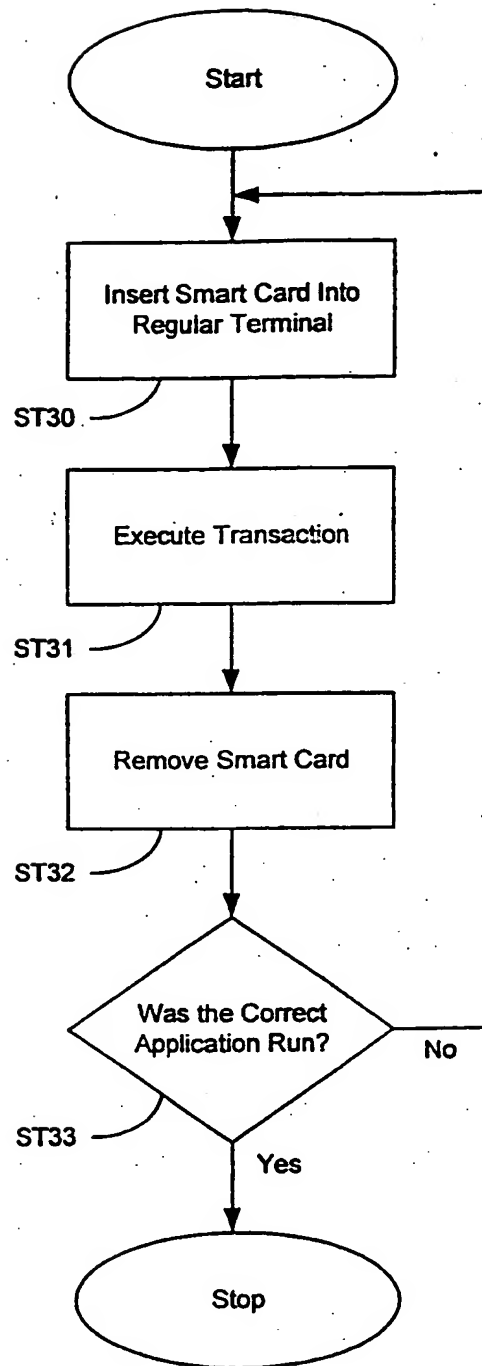 Start
Insert Smart Card Into
Regular Terminal
ST30
Execute Transaction
ST31
Remove Smart Card
ST32
Was the Correct
Application Run?
No
ST33
Yes
Stop